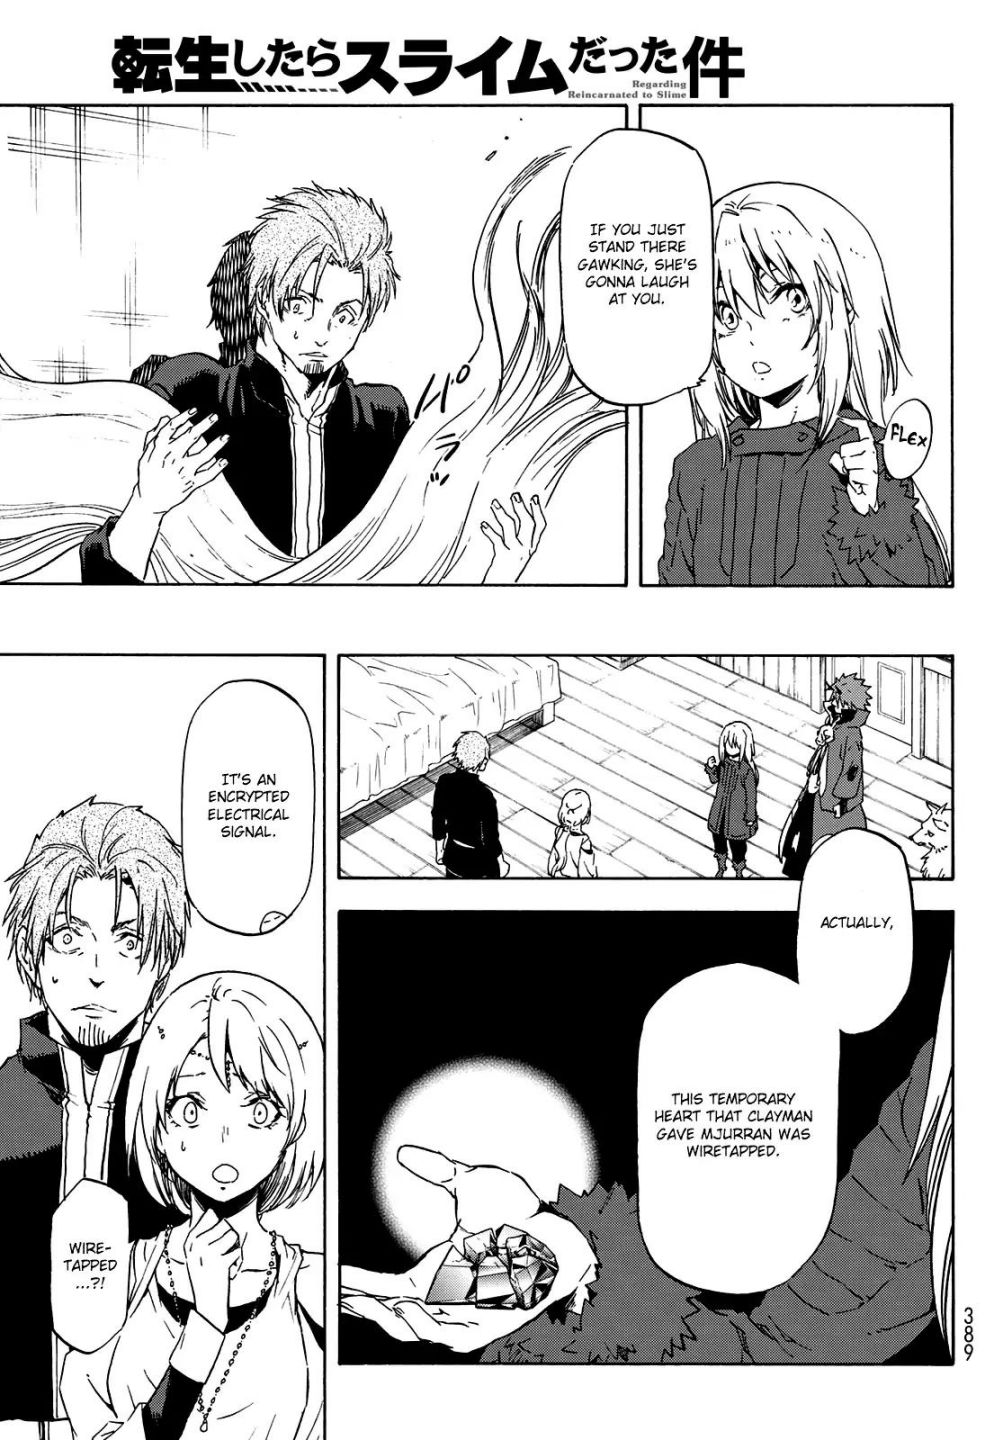 転生したらスライムだった件
Regarding
Reincarnated to Slime
IF YOU JUST
STAND THERE
GAWKING, SHE'S
GONNA LAUGH
AT YOU.
FLEX
バ°
ACTUALLY,
THIS TEMPORARY
HEART THAT CLAYMAN
GAVE MJURRAN WAS
WIRETAPPED.
IT'S AN
ENCRYPTED
ELECTRICAL
SIGNAL.
WIRE-
TAPPED
...?!
389